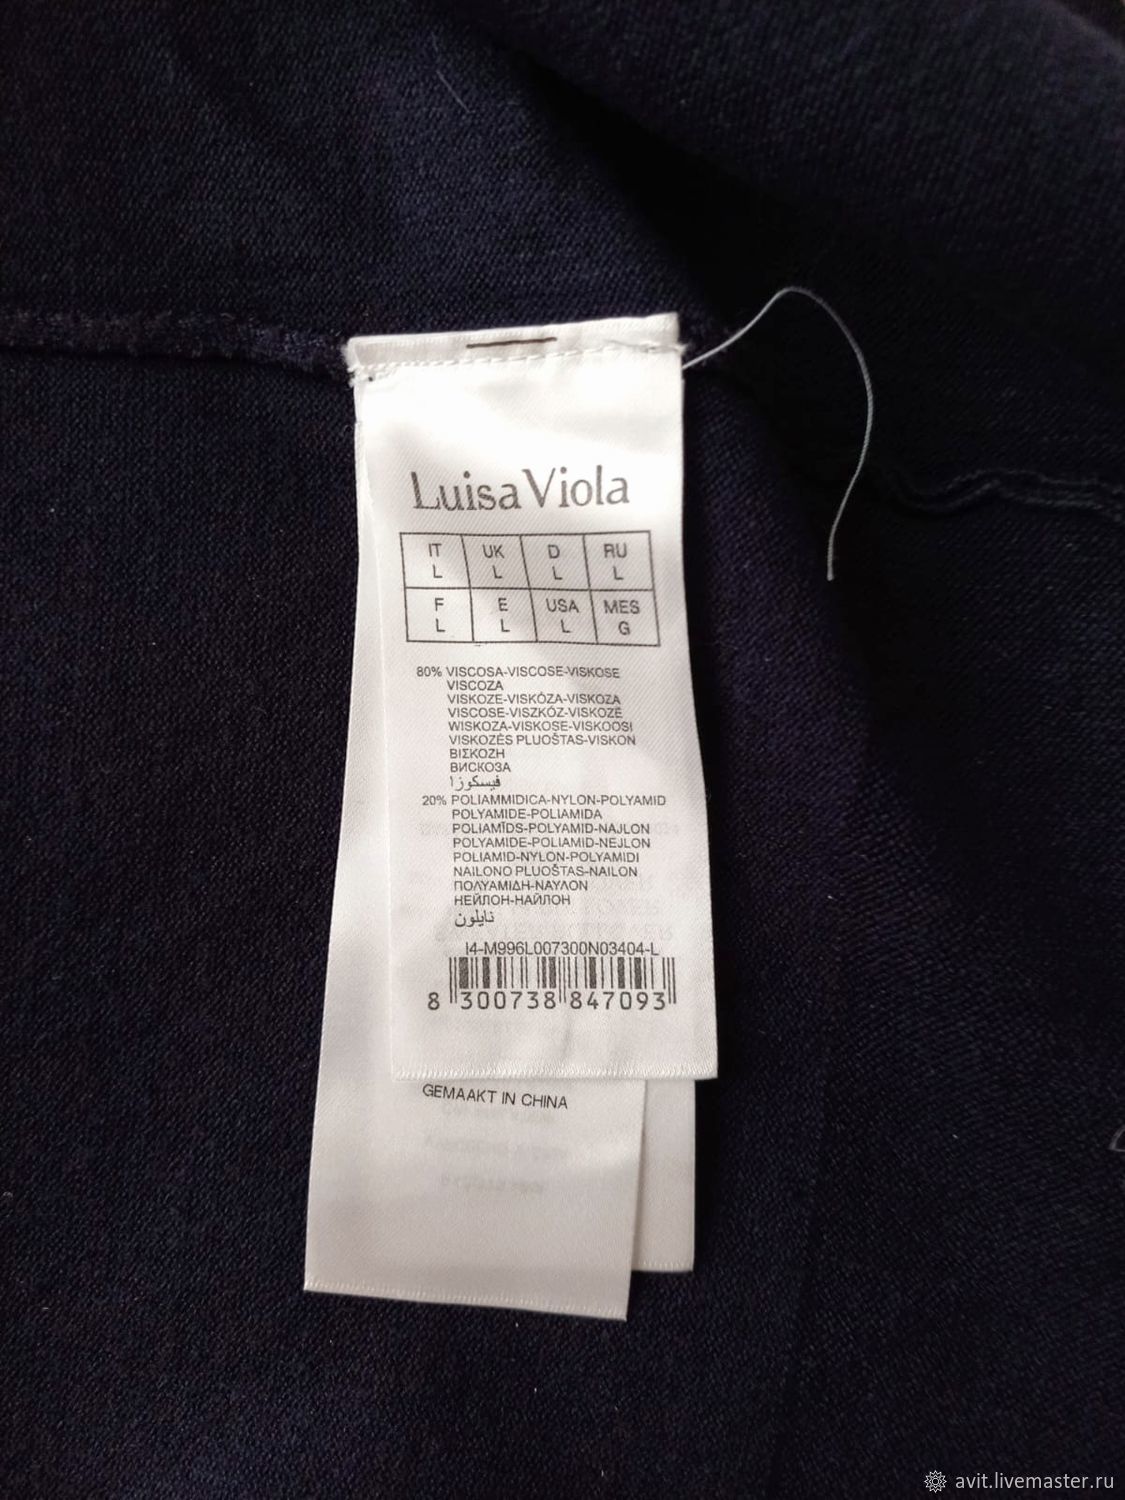 Luisa Viola
IT UK D RU
L L L L
F E USA MES
L L L G
80% VISCOSA-VISCOSE-VISKOSE
VISCOZA
VISKOZE-VISKÓZA-VISKOZA
VISCOSE-VISZKÓZ-VISKOZĖ
WISKOZA-VISKOSE-VISKOOSI
VISKOZĖS PLUOŠTAS-VISKON
ΒΙΣΚΟΖΗ
ВИСКОЗА
فيسكوزا
20% POLIAMMIDICA-NYLON-POLYAMID
POLYAMIDE-POLIAMIDA
POLIAMĪDS-POLYAMID-NAJLON
POLYAMIDE-POLIAMID-NEJLON
POLIAMID-NYLON-POLYAMIDI
NAILONO PLUOŠTAS-NAILON
ΠΟΛΥΑΜΙΔΗ-ΝΑΥΛΟΝ
НЕЙЛОН-НАЙЛОН
نايلون
I4-M996L007300N03404-L
8 300738 847093
GEMAAKT IN CHINA
avit.livemaster.ru